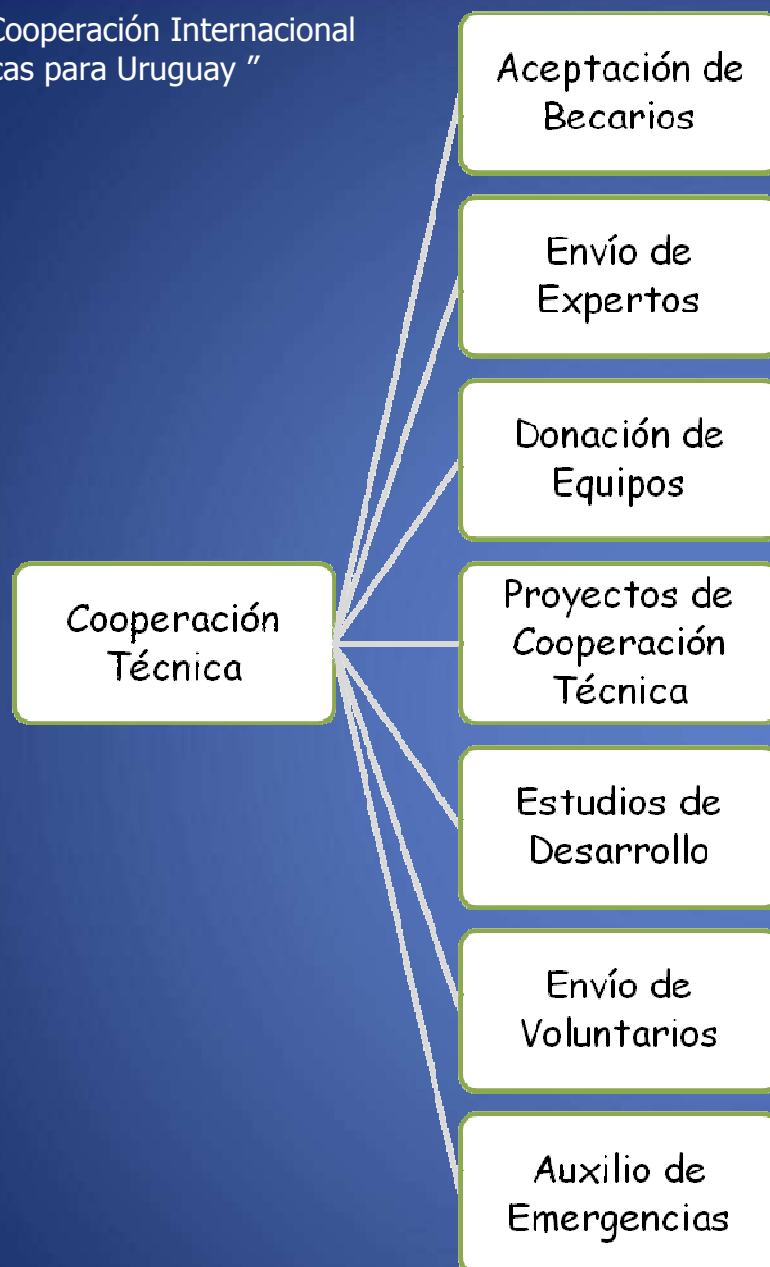 Cooperación Internacional
cas para Uruguay ”
Aceptación de
Becarios
Envío de
Expertos
Donación de
Equipos
Cooperación
Técnica
Proyectos de
Cooperación
Técnica
Estudios de
Desarrollo
Envío de
Voluntarios
Auxilio de
Emergencias